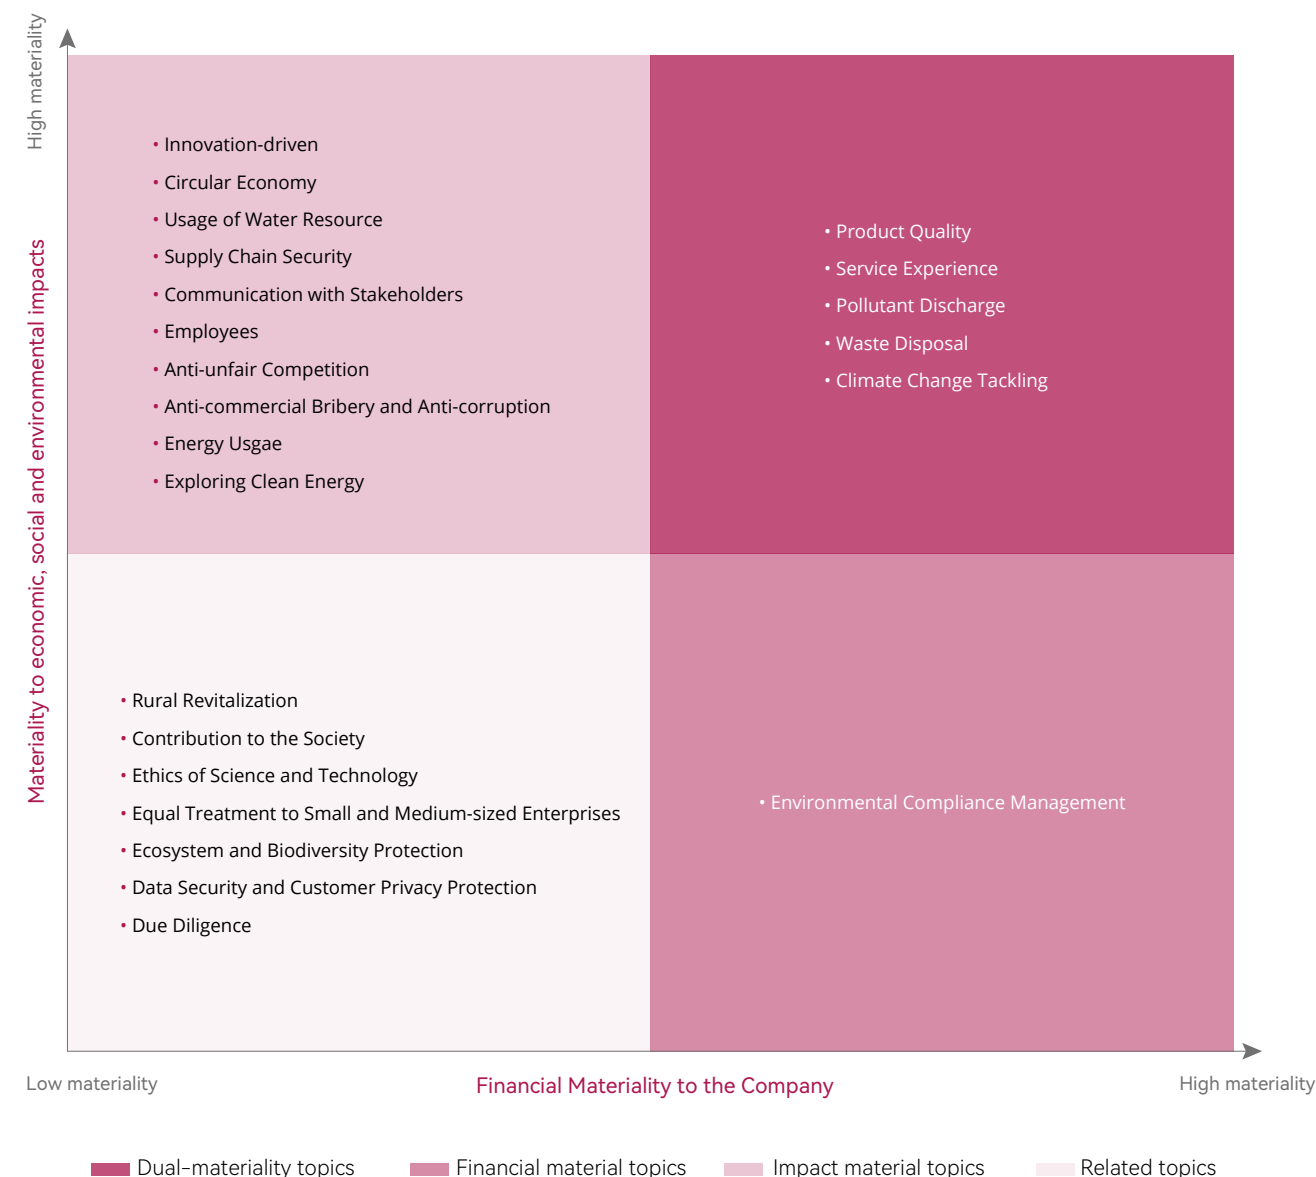 High materiality
Materiality to economic, social and environmental impacts
• Innovation-driven
• Circular Economy
• Usage of Water Resource
• Supply Chain Security
• Communication with Stakeholders
• Employees
• Anti-unfair Competition
• Anti-commercial Bribery and Anti-corruption
• Energy Usgae
• Exploring Clean Energy
• Product Quality
• Service Experience
• Pollutant Discharge
• Waste Disposal
• Climate Change Tackling
• Rural Revitalization
• Contribution to the Society
• Ethics of Science and Technology
• Equal Treatment to Small and Medium-sized Enterprises
• Ecosystem and Biodiversity Protection
• Data Security and Customer Privacy Protection
• Due Diligence
• Environmental Compliance Management
Low materiality
Financial Materiality to the Company
High materiality
Dual-materiality topics
Financial material topics
Impact material topics
Related topics